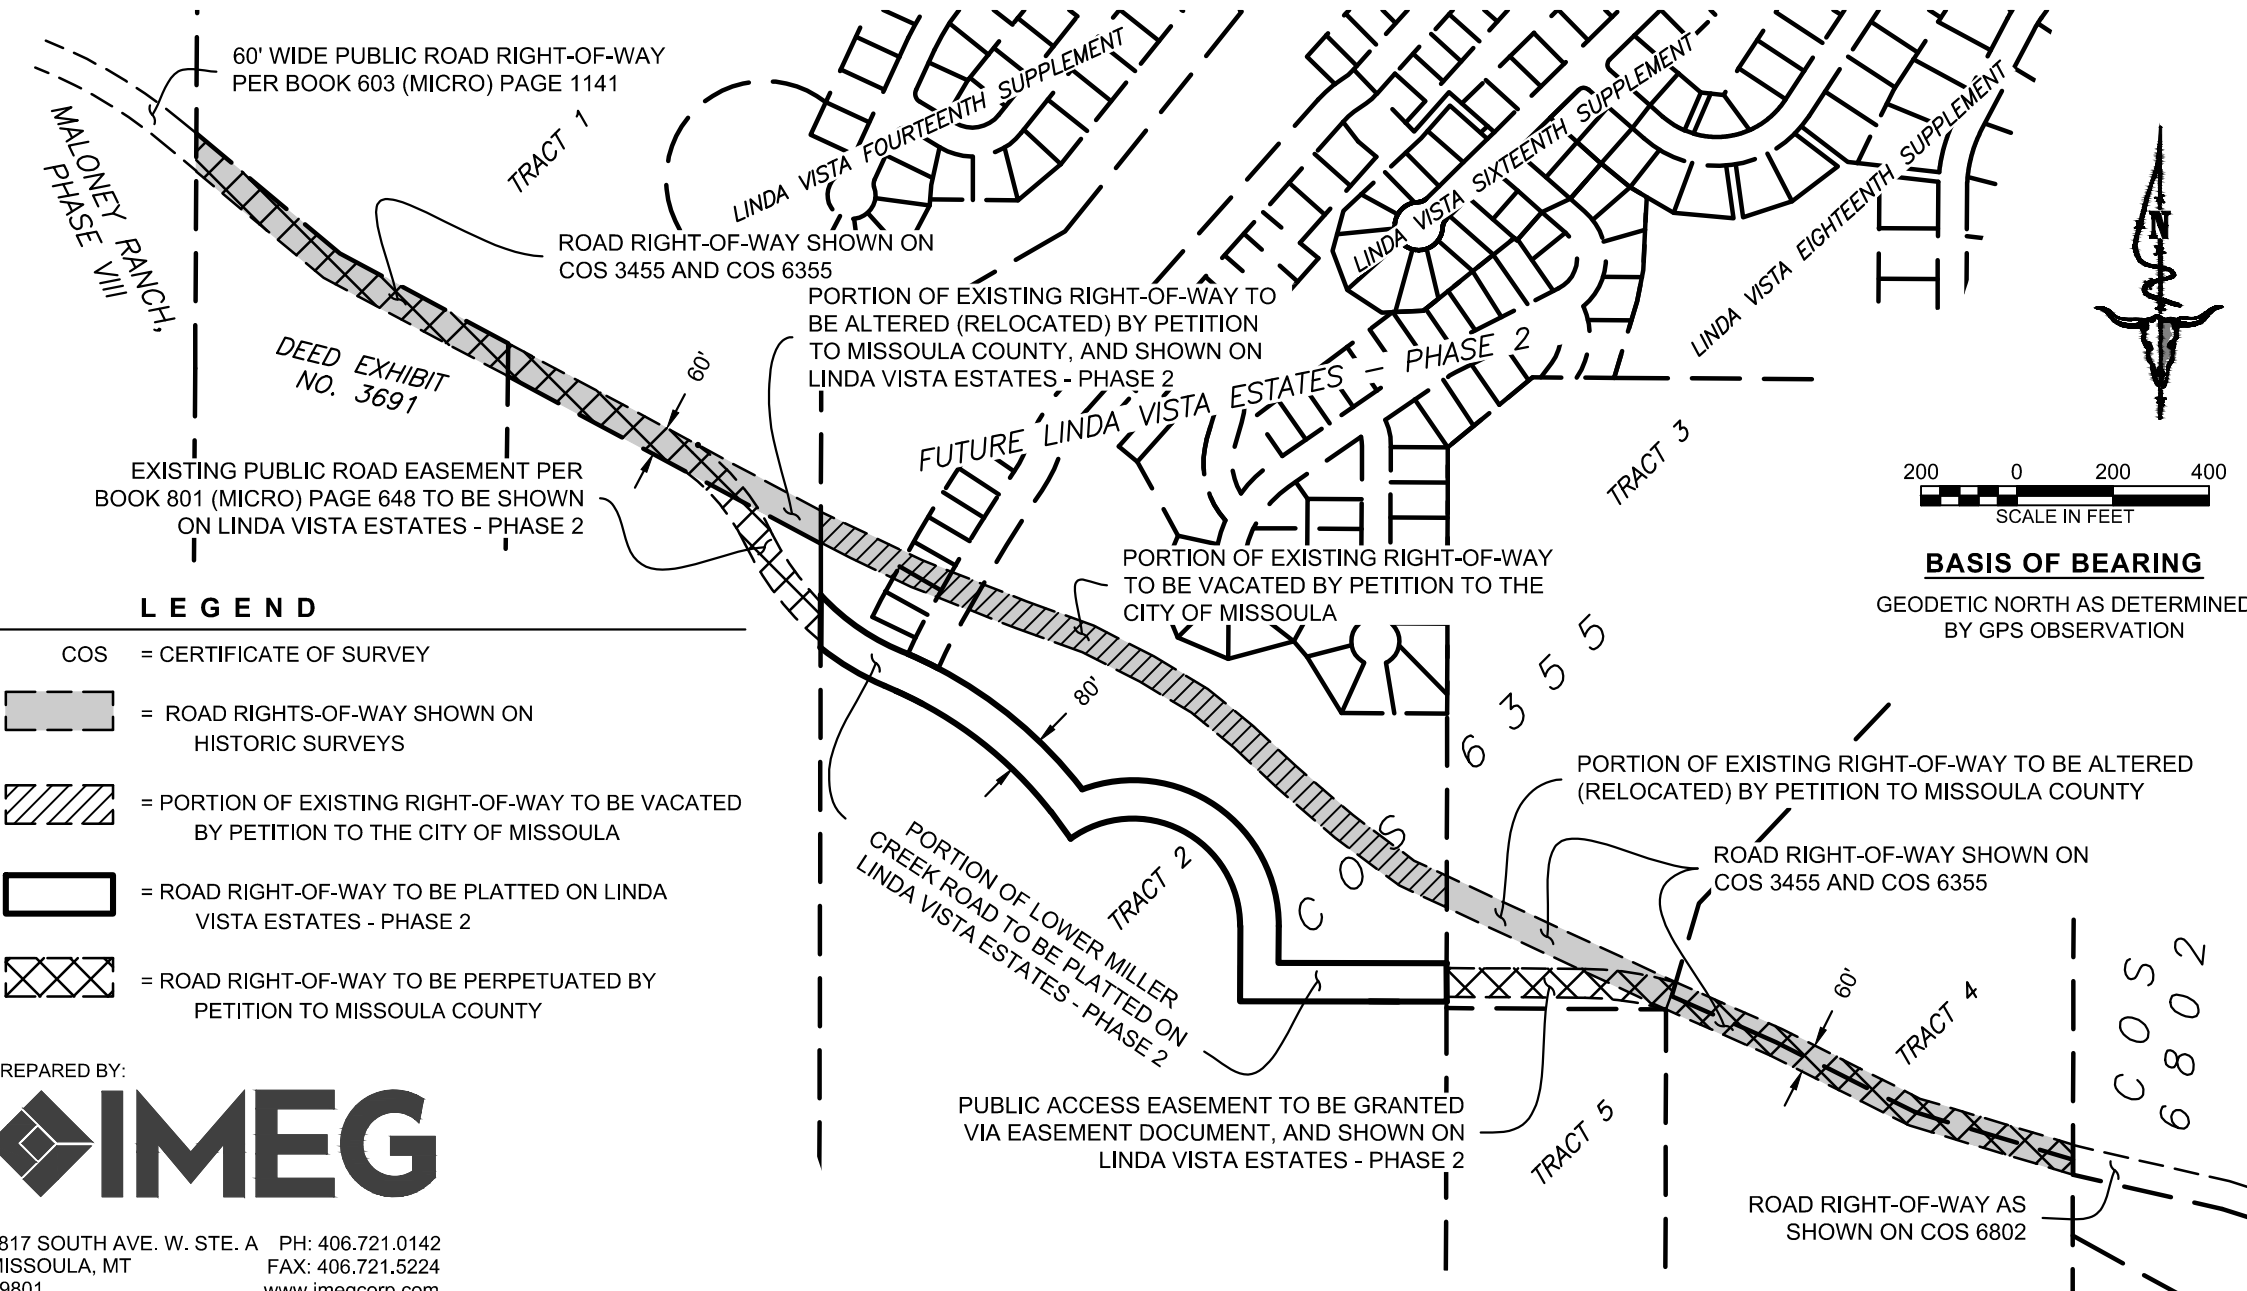 60' WIDE PUBLIC ROAD RIGHT-OF-WAY
PER BOOK 603 (MICRO) PAGE 1141
MALONEY RANCH,
PHASE VIII
TRACT 1
LINDA VISTA FOURTEENTH SUPPLEMENT
LINDA VISTA SIXTEENTH SUPPLEMENT
LINDA VISTA EIGHTEENTH SUPPLEMENT
N
ROAD RIGHT-OF-WAY SHOWN ON
COS 3455 AND COS 6355
PORTION OF EXISTING RIGHT-OF-WAY TO
BE ALTERED (RELOCATED) BY PETITION
TO MISSOULA COUNTY, AND SHOWN ON
LINDA VISTA ESTATES - PHASE 2
DEED EXHIBIT
NO. 3691
60'
FUTURE LINDA VISTA ESTATES - PHASE 2
TRACT 3
EXISTING PUBLIC ROAD EASEMENT PER
BOOK 801 (MICRO) PAGE 648 TO BE SHOWN
ON LINDA VISTA ESTATES - PHASE 2
200 0 200 400
SCALE IN FEET
BASIS OF BEARING
GEODETIC NORTH AS DETERMINED
BY GPS OBSERVATION
PORTION OF EXISTING RIGHT-OF-WAY
TO BE VACATED BY PETITION TO THE
CITY OF MISSOULA
LEGEND
COS = CERTIFICATE OF SURVEY
= ROAD RIGHTS-OF-WAY SHOWN ON
HISTORIC SURVEYS
= PORTION OF EXISTING RIGHT-OF-WAY TO BE VACATED
BY PETITION TO THE CITY OF MISSOULA
= ROAD RIGHT-OF-WAY TO BE PLATTED ON LINDA
VISTA ESTATES - PHASE 2
= ROAD RIGHT-OF-WAY TO BE PERPETUATED BY
PETITION TO MISSOULA COUNTY
80'
COS 6355
PORTION OF EXISTING RIGHT-OF-WAY TO BE ALTERED
(RELOCATED) BY PETITION TO MISSOULA COUNTY
ROAD RIGHT-OF-WAY SHOWN ON
COS 3455 AND COS 6355
PORTION OF LOWER MILLER
CREEK ROAD TO BE PLATTED ON
LINDA VISTA ESTATES - PHASE 2
TRACT 2
60'
TRACT 4
COS
6802
PUBLIC ACCESS EASEMENT TO BE GRANTED
VIA EASEMENT DOCUMENT, AND SHOWN ON
LINDA VISTA ESTATES - PHASE 2
TRACT 5
ROAD RIGHT-OF-WAY AS
SHOWN ON COS 6802
REPARED BY:
IMEG
817 SOUTH AVE. W. STE. A PH: 406.721.0142
MISSOULA, MT FAX: 406.721.5224
9801 www.imegcorp.com